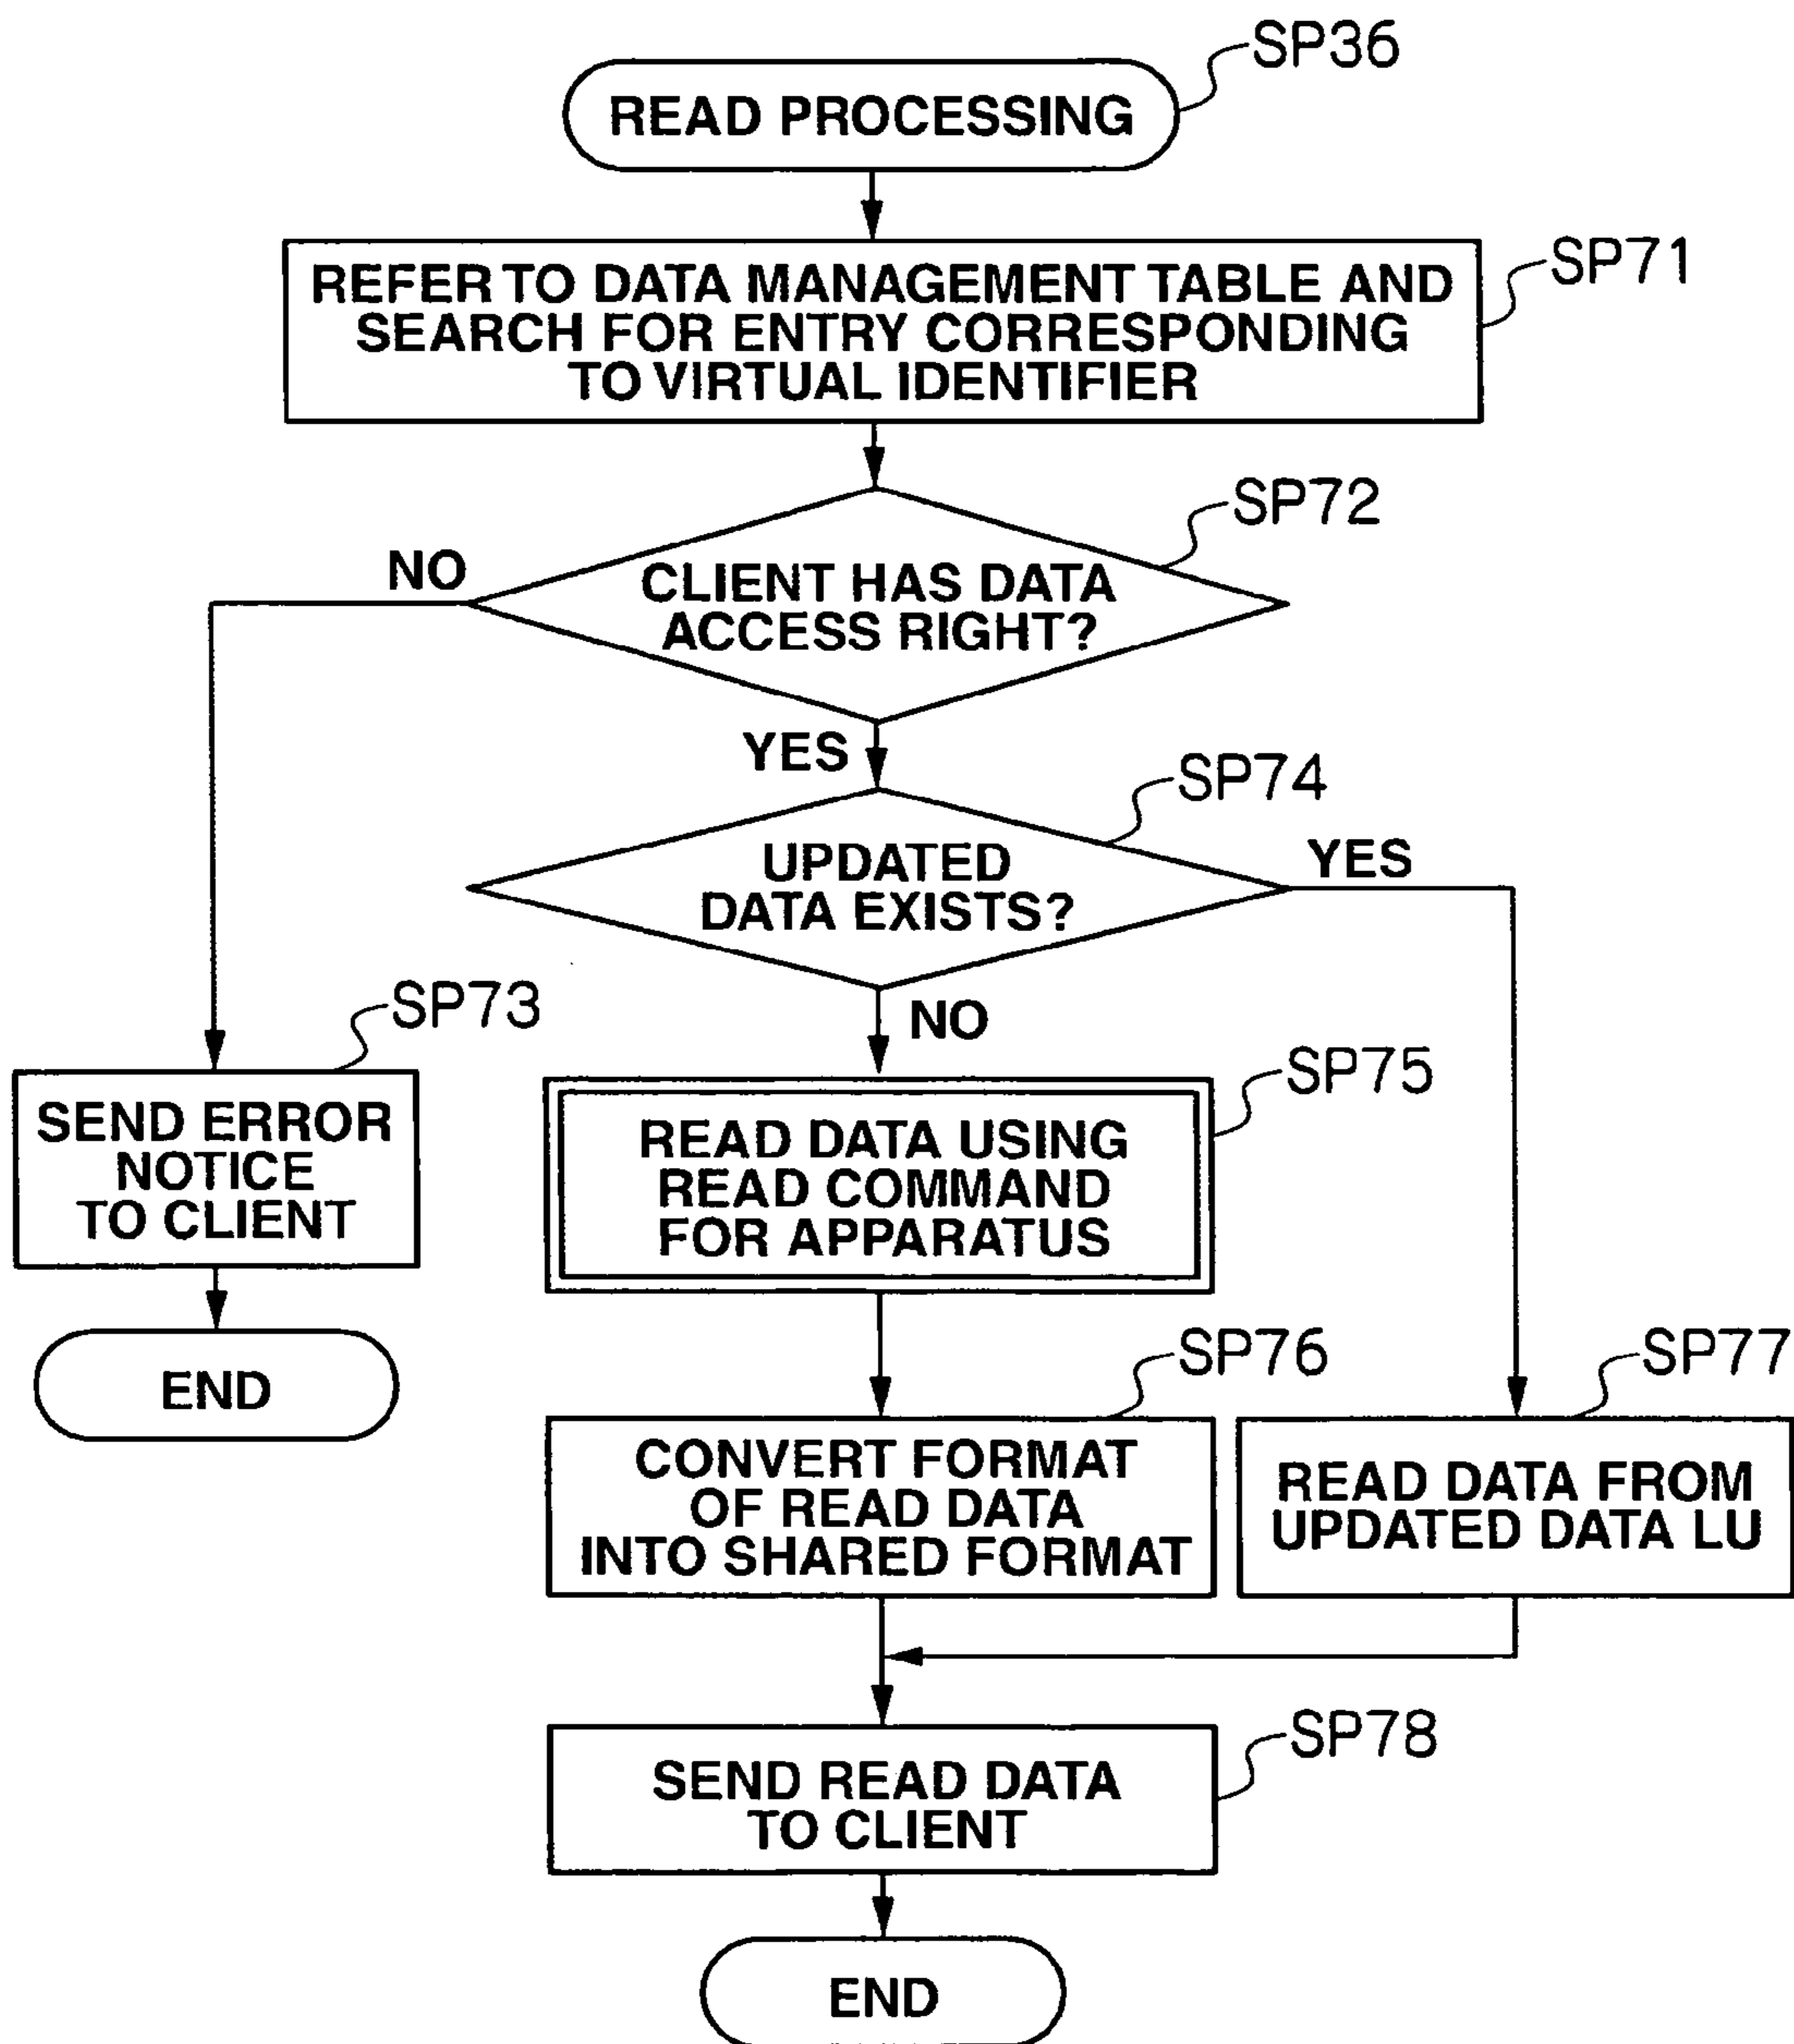 SP36
READ PROCESSING
SP71
REFER TO DATA MANAGEMENT TABLE AND
SEARCH FOR ENTRY CORRESPONDING
TO VIRTUAL IDENTIFIER
SP72
NO
CLIENT HAS DATA
ACCESS RIGHT?
YES
SP74
UPDATED
DATA EXISTS?
YES
NO
SP73
SEND ERROR
NOTICE
TO CLIENT
END
SP75
READ DATA USING
READ COMMAND
FOR APPARATUS
SP76
CONVERT FORMAT
OF READ DATA
INTO SHARED FORMAT
SP77
READ DATA FROM
UPDATED DATA LU
SP78
SEND READ DATA
TO CLIENT
END